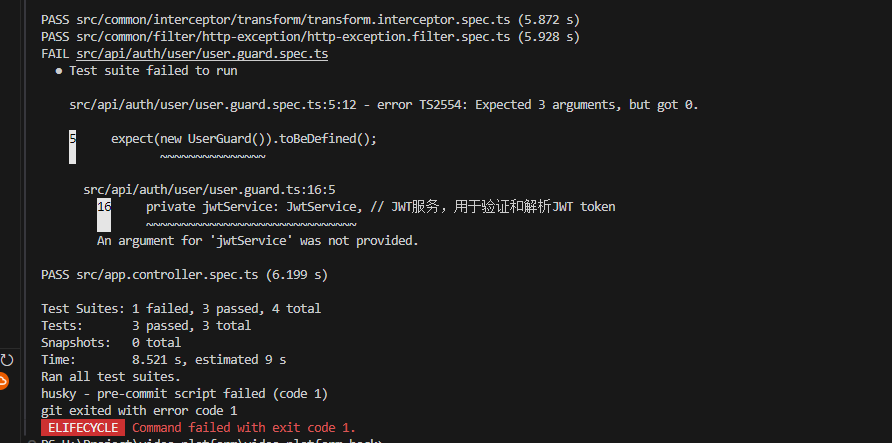 PASS src/common/interceptor/transform/transform.interceptor.spec.ts (5.872 s)
PASS src/common/filter/http-exception/http-exception.filter.spec.ts (5.928 s)
FAIL src/api/auth/user/user.guard.spec.ts
● Test suite failed to run
src/api/auth/user/user.guard.spec.ts:5:12 - error TS2554: Expected 3 arguments, but got 0.
5 expect(new UserGuard()).toBeDefined();
~~~~~~~~~~~~~~~
src/api/auth/user/user.guard.ts:16:5
16 private jwtService: JwtService, // JWT服务，用于验证和解析JWT token
~~~~~~~~~~~~~~~~~~~~~~~~~~~~~~
An argument for 'jwtService' was not provided.
PASS src/app.controller.spec.ts (6.199 s)
Test Suites: 1 failed, 3 passed, 4 total
Tests: 3 passed, 3 total
Snapshots: 0 total
Time: 8.521 s, estimated 9 s
Ran all test suites.
husky - pre-commit script failed (code 1)
git exited with error code 1
ELIFECYCLE Command failed with exit code 1.